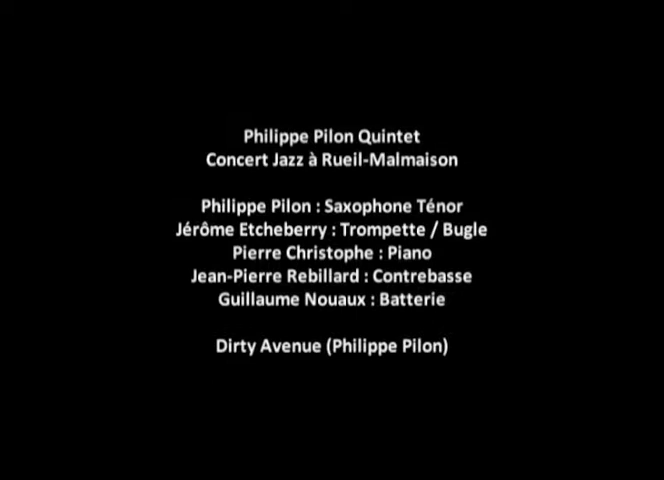 Philippe Pilon Quintet
Concert Jazz à Rueil-Malmaison
Philippe Pilon : Saxophone Ténor
Jérôme Etcheberry : Trompette / Bugle
Pierre Christophe : Piano
Jean-Pierre Rebillard : Contrebasse
Guillaume Nouaux : Batterie
Dirty Avenue (Philippe Pilon)